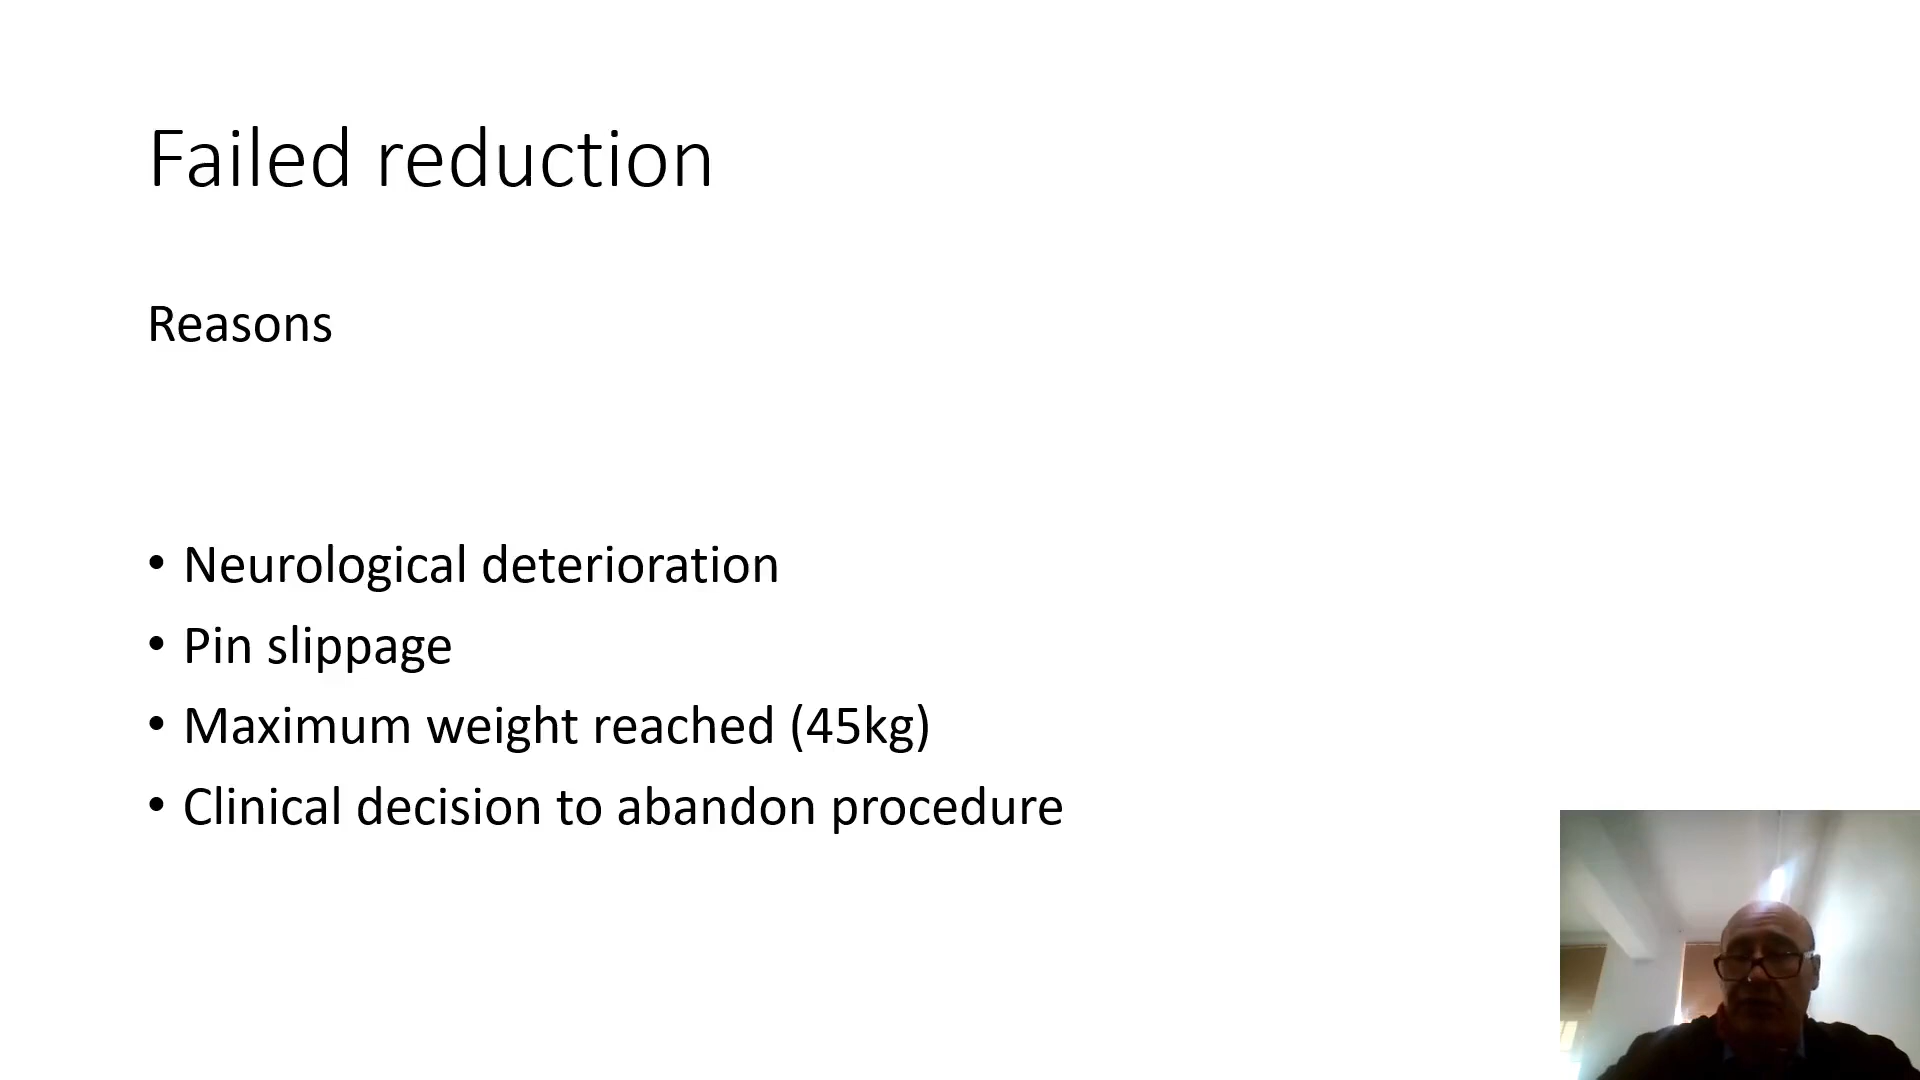 Failed reduction
Reasons
• Neurological deterioration
• Pin slippage
• Maximum weight reached (45kg)
• Clinical decision to abandon procedure